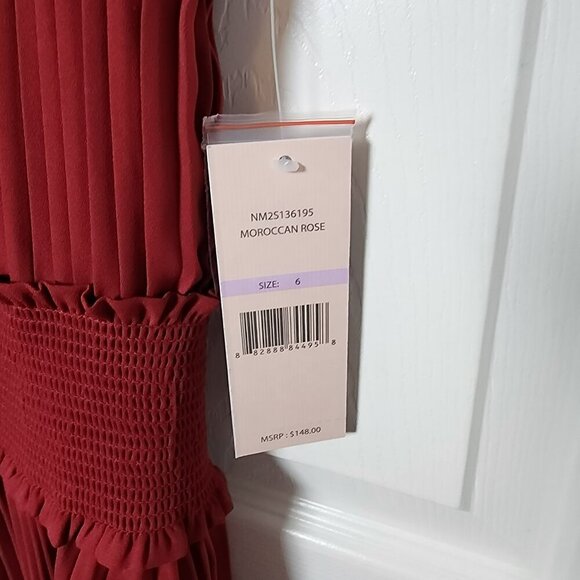 NM2S136195
MOROCCAN ROSE
SIZE: 6
8 82888 84495 8
MSRP : $148.00